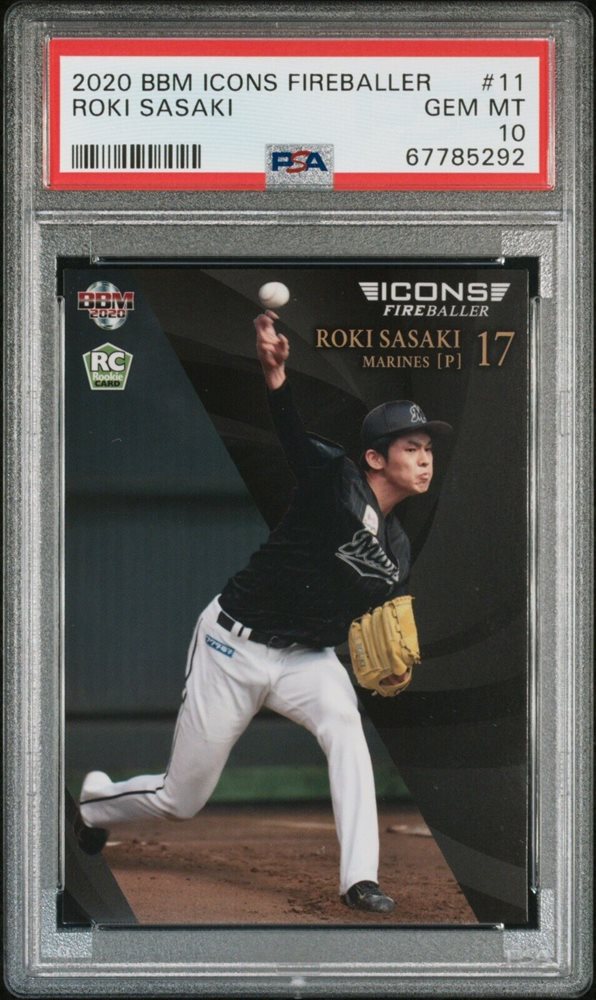 2020 BBM ICONS FIREBALLER #11
ROKI SASAKI GEM MT
10
PSA 67785292
BBM
2020
ICONS
FIREBALLER
RC
Rookie
CARD
ROKI SASAKI 17
MARINES [P]
M